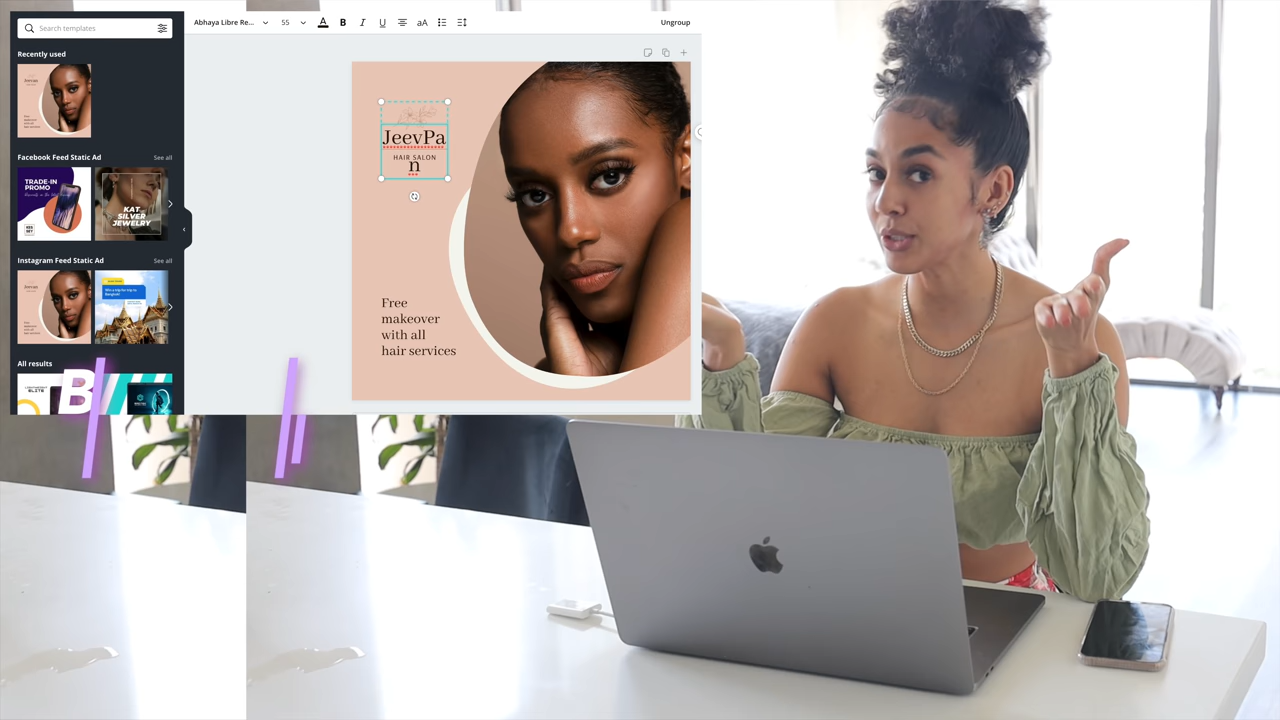 Search templates
Abhaya Libre Re...
55
B
I
U
aA
Ungroup
Recently used
Facebook Feed Static Ad
See all
TRADE-IN
PROMO
KAT
SILVER
JEWELRY
Instagram Feed Static Ad
See all
All results
B
JeevPa
HAIR SALON
n
Free
makeover
with all
hair services